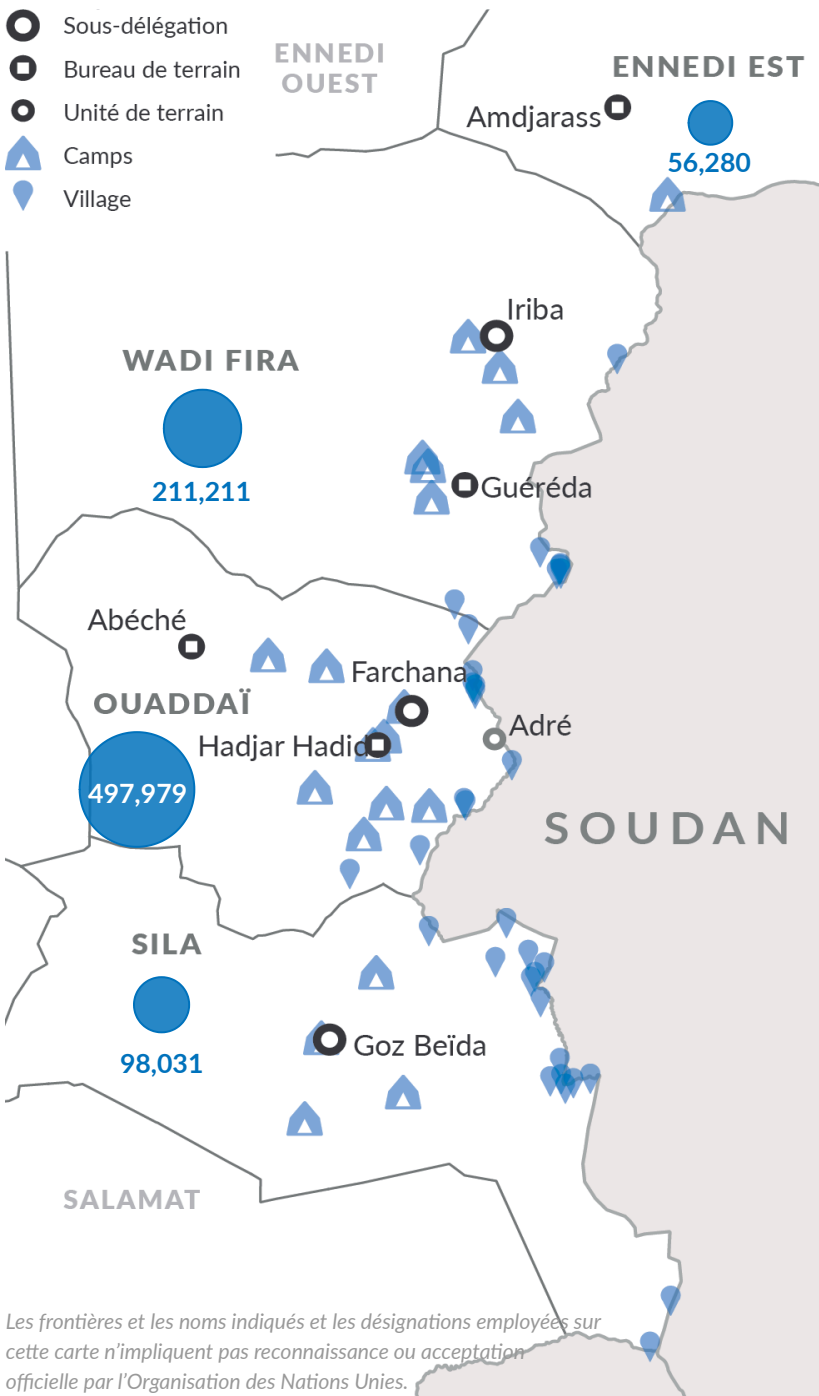 Sous-délégation
Bureau de terrain
Unité de terrain
Camps
Village
ENNEDI
OUEST
ENNEDI EST
Amdjarass
56,280
Iriba
WADI FIRA
211,211
Guéréda
Abéché
Farchana
OUADDAÏ
Hadjar Hadid
Adré
497,979
SOUDAN
SILA
98,031
Goz Beïda
SALAMAT
Les frontières et les noms indiqués et les désignations employées sur
cette carte n'impliquent pas reconnaissance ou acceptation
officielle par l'Organisation des Nations Unies.